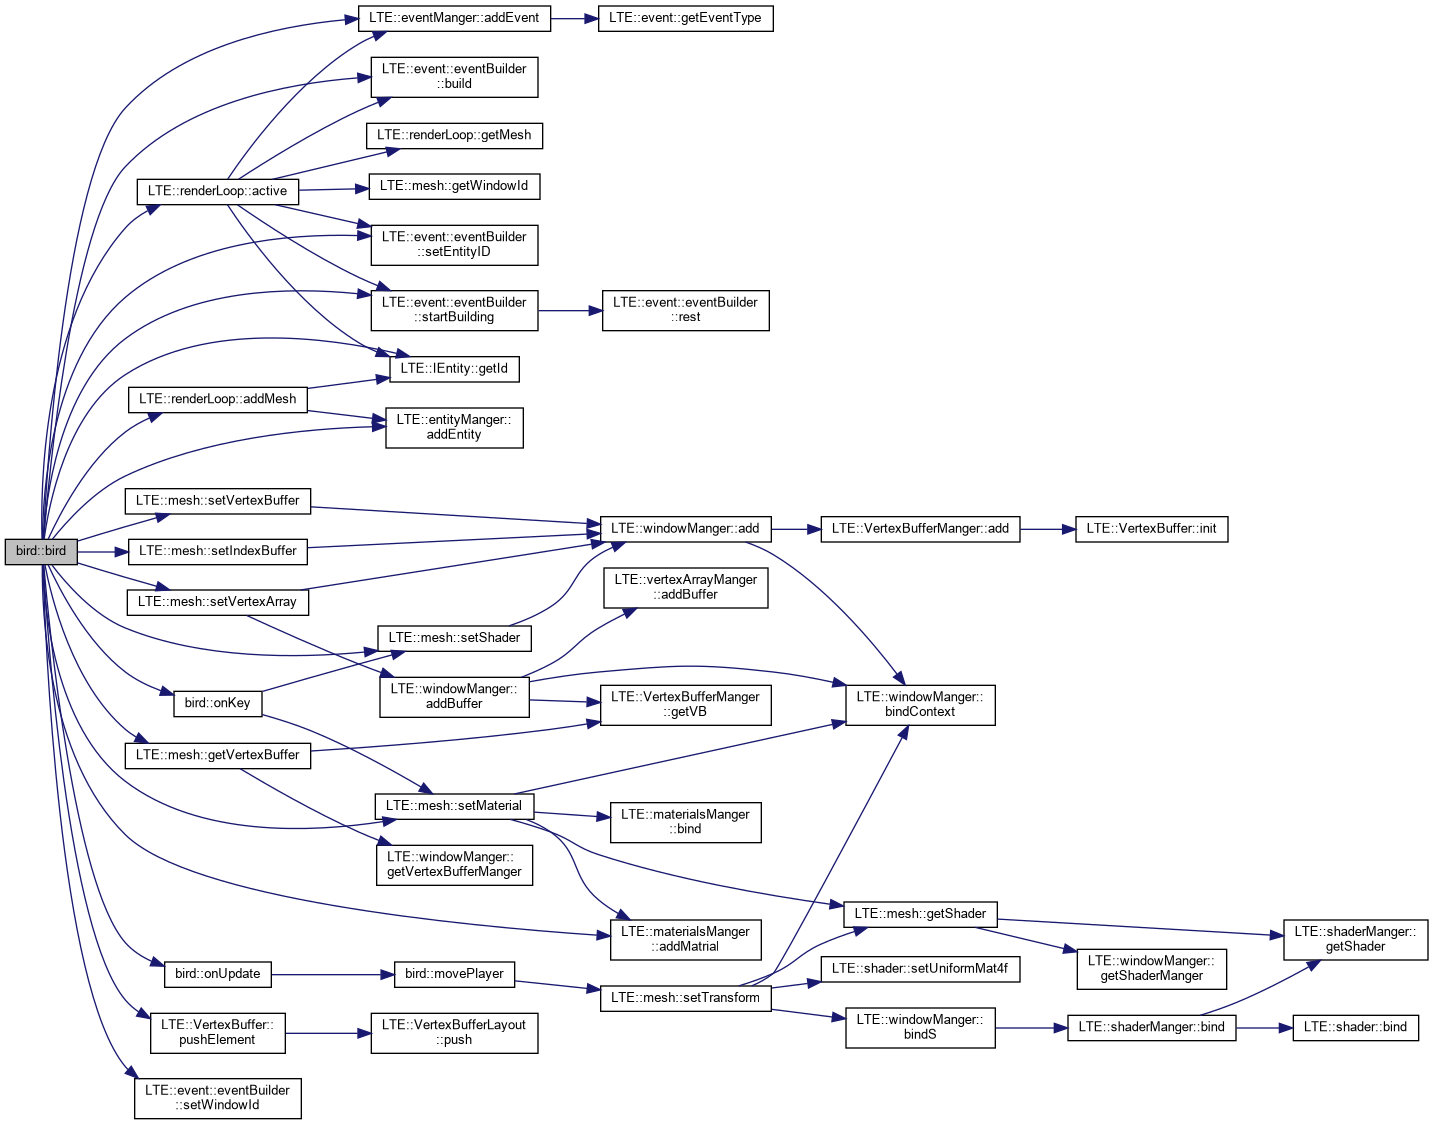 LTE::eventManger::addEvent
LTE::event::getEventType
LTE::event::eventBuilder
::build
LTE::renderLoop::getMesh
LTE::renderLoop::active
LTE::mesh::getWindowId
LTE::event::eventBuilder
::setEntityID
LTE::event::eventBuilder
::startBuilding
LTE::event::eventBuilder
::rest
LTE::IEntity::getId
LTE::renderLoop::addMesh
LTE::entityManger::
addEntity
LTE::mesh::setVertexBuffer
LTE::windowManger::add
LTE::VertexBufferManger::add
LTE::VertexBuffer::init
bird::bird
LTE::mesh::setIndexBuffer
LTE::vertexArrayManger
::addBuffer
LTE::mesh::setVertexArray
LTE::mesh::setShader
bird::onKey
LTE::windowManger::
addBuffer
LTE::VertexBufferManger
::getVB
LTE::windowManger::
bindContext
LTE::mesh::getVertexBuffer
LTE::mesh::setMaterial
LTE::materialsManger
::bind
LTE::windowManger::
getVertexBufferManger
LTE::mesh::getShader
LTE::materialsManger
::addMatrial
LTE::shaderManger::
getShader
LTE::windowManger::
getShaderManger
bird::onUpdate
bird::movePlayer
LTE::shader::setUniformMat4f
LTE::mesh::setTransform
LTE::VertexBuffer::
pushElement
LTE::VertexBufferLayout
::push
LTE::windowManger::
bindS
LTE::shaderManger::bind
LTE::shader::bind
LTE::event::eventBuilder
::setWindowId